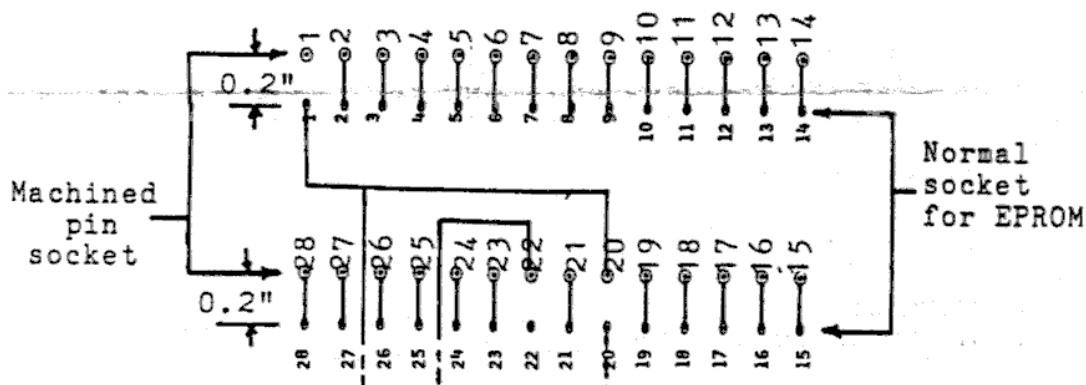 1 2 3 4 5 6 7 8 9 10 11 12 13 14
0.2"
1 2 3 4 5 6 7 8 9 10 11 12 13 14
Normal
socket
for EPROM
Machined
pin
socket
28 27 26 25 24 23 22 21 20 19 18 17 16 15
0.2"
28 27 26 25 24 23 22 21 20 19 18 17 16 15